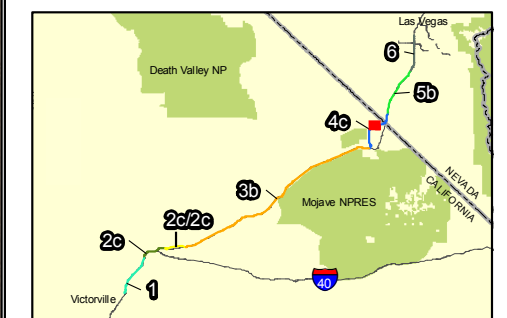 Las Vegas
6
Death Valley NP
5b
4c
NEVADA
CALIFORNIA
3b
Mojave NPRES
2c/2c
2c
40
1
Victorville